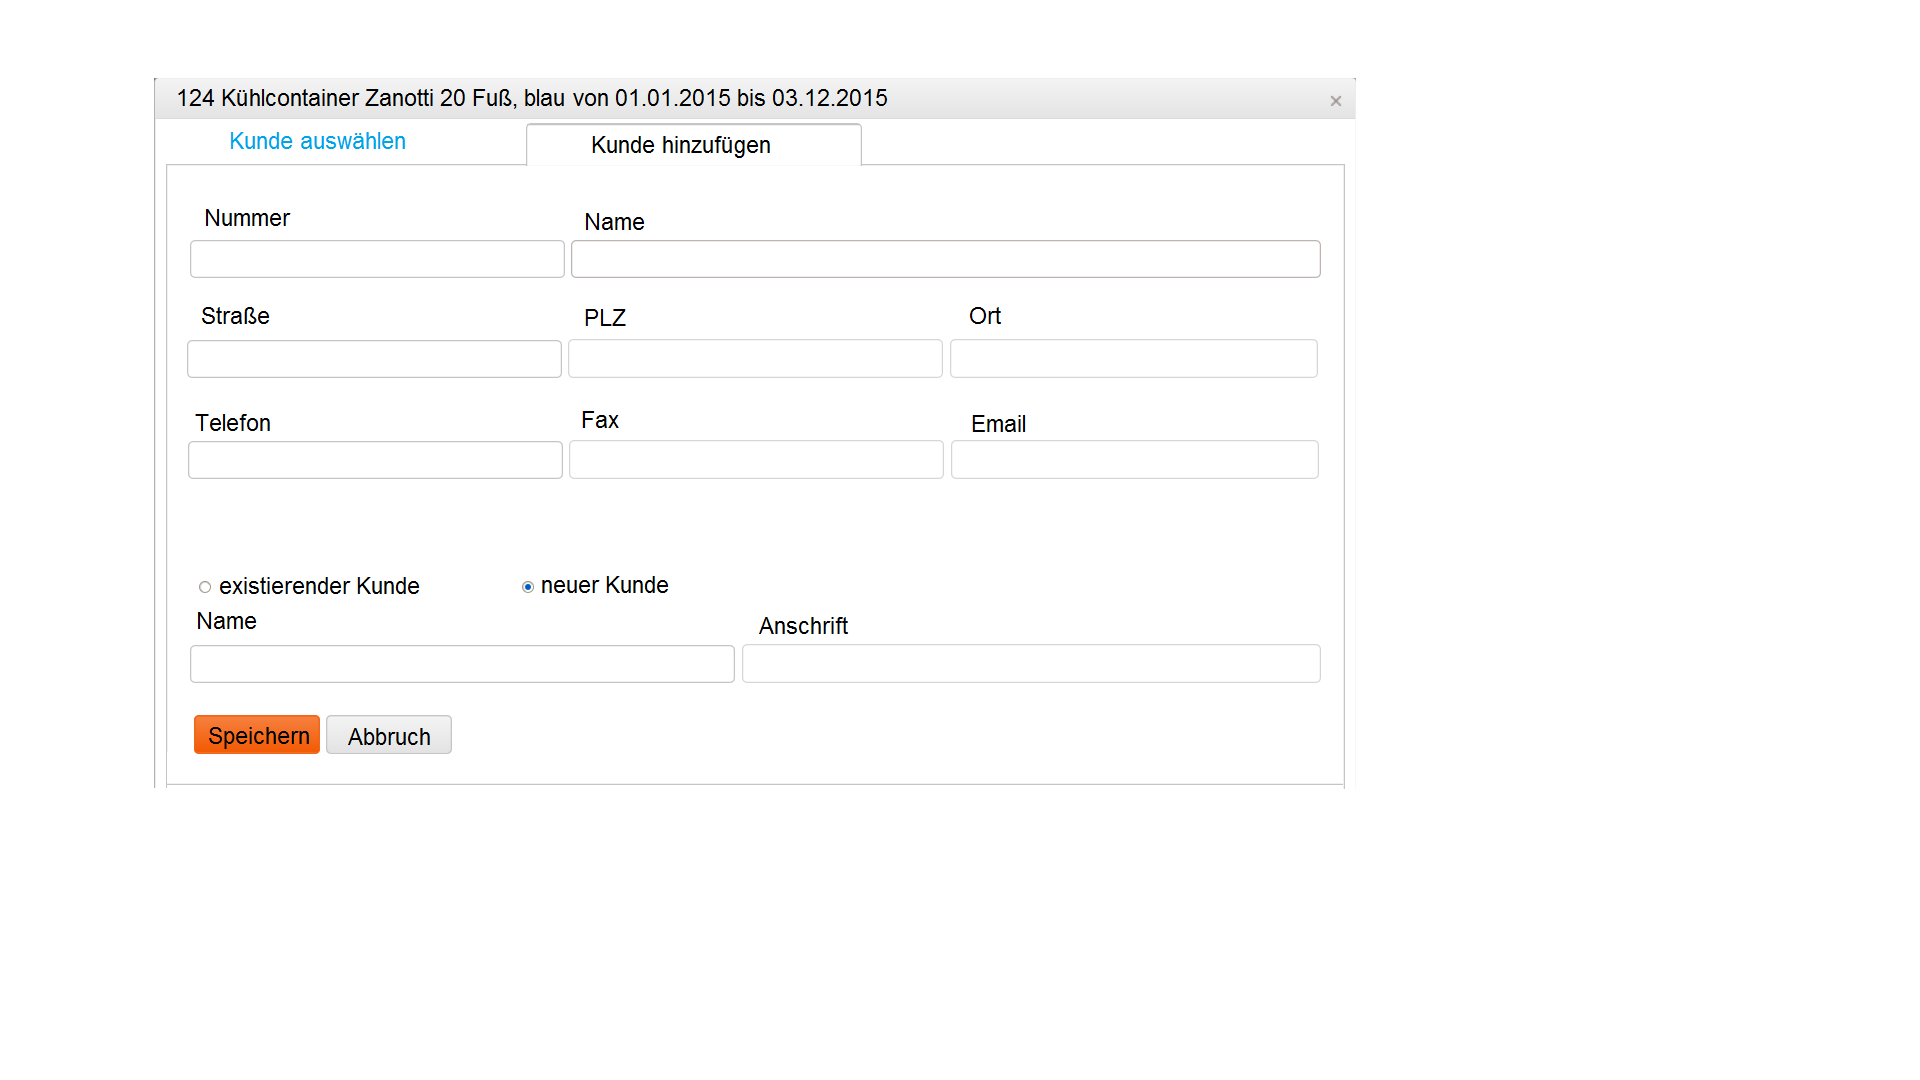 124 Kühlcontainer Zanotti 20 Fuß, blau von 01.01.2015 bis 03.12.2015
Kunde auswählen Kunde hinzufügen
Nummer Name
Straße PLZ Ort
Telefon Fax Email
existierender Kunde neuer Kunde
Name Anschrift
Speichern Abbruch